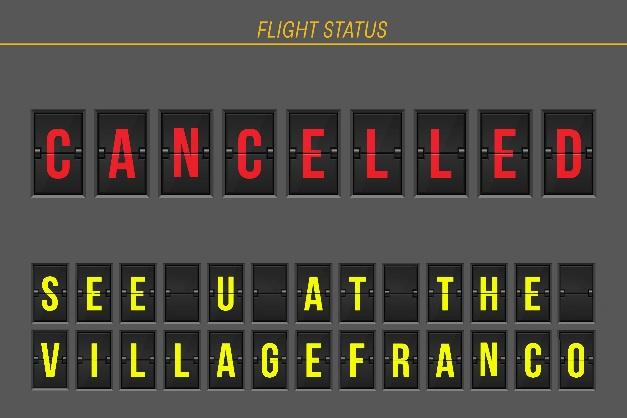 FLIGHT STATUS
CANCELLED
SEE U AT THE
VILLAGEFRANCO